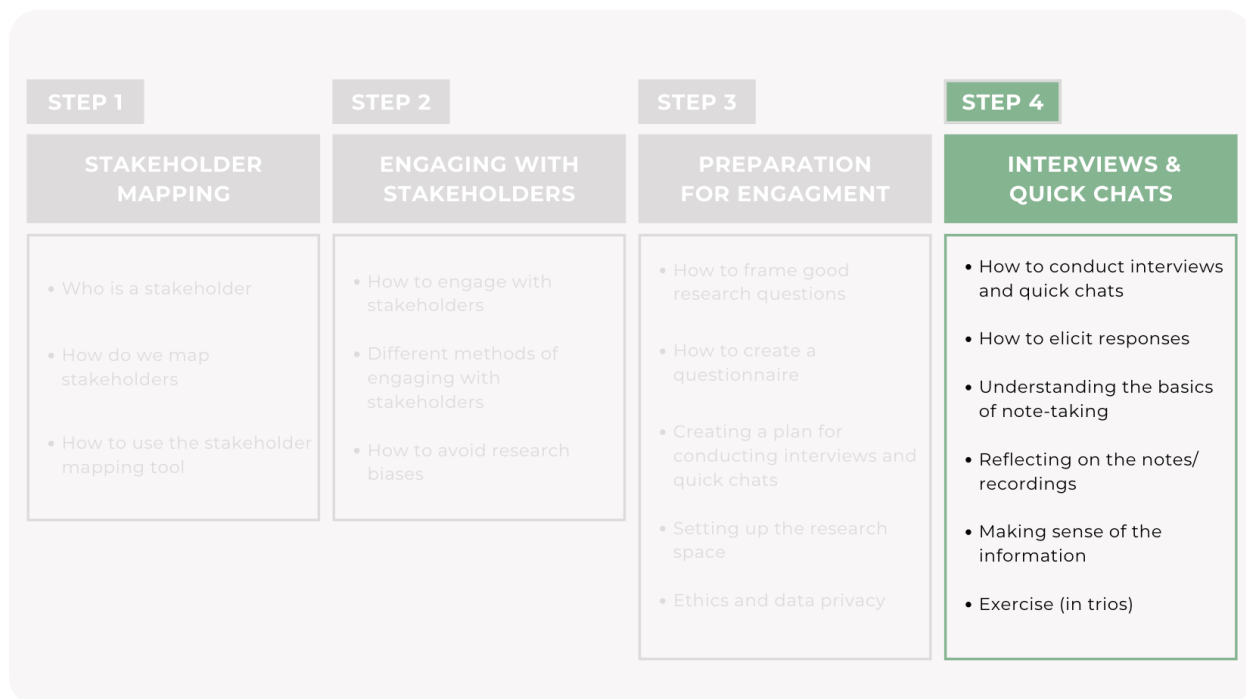 STEP 1
STAKEHOLDER
MAPPING
• Who is a stakeholder
• How do we map
stakeholders
• How to use the stakeholder
mapping tool
STEP 2
ENGAGING WITH
STAKEHOLDERS
• How to engage with
stakeholders
• Different methods of
engaging with
stakeholders
• How to avoid research
biases
STEP 3
PREPARATION
FOR ENGAGMENT
• How to frame good
research questions
• How to create a
questionnaire
• Creating a plan for
conducting interviews and
quick chats
• Setting up the research
space
• Ethics and data privacy
STEP 4
INTERVIEWS &
QUICK CHATS
• How to conduct interviews
and quick chats
• How to elicit responses
• Understanding the basics
of note-taking
• Reflecting on the notes/
recordings
• Making sense of the
information
• Exercise (in trios)